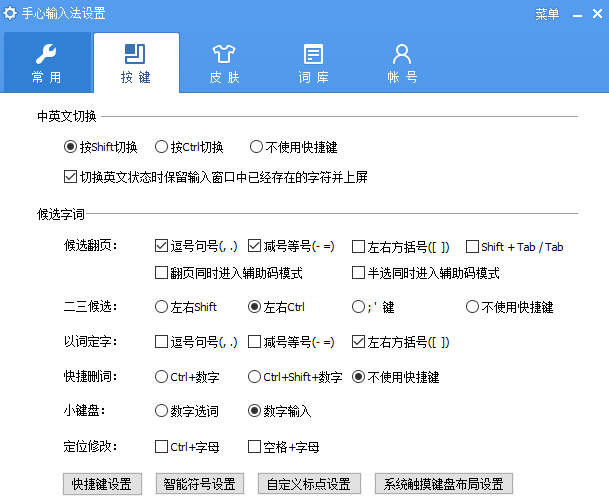 手心输入法设置 菜单
常 用 按 键 皮 肤 词 库 帐 号
中英文切换
按Shift切换 按Ctrl切换 不使用快捷键
切换英文状态时保留输入窗口中已经存在的字符并上屏
候选字词
候选翻页： 逗号句号(, .) 减号等号(- =) 左右方括号([ ]) Shift + Tab / Tab
翻页同时进入辅助码模式 半选同时进入辅助码模式
二三候选： 左右Shift 左右Ctrl ; ' 键 不使用快捷键
以词定字： 逗号句号(, .) 减号等号(- =) 左右方括号([ ])
快捷删词： Ctrl+数字 Ctrl+Shift+数字 不使用快捷键
小键盘： 数字选词 数字输入
定位修改： Ctrl+字母 空格+字母
快捷键设置 智能符号设置 自定义标点设置 系统触摸键盘布局设置